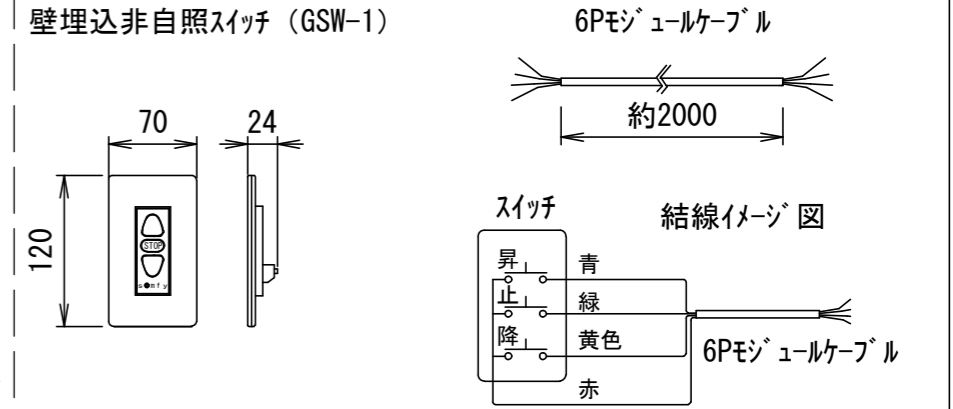 壁埋込非自照ｽｲｯﾁ（GSW-1）
70
24
120
STOP
somfy
6Pﾓｼﾞｭｰﾙｹｰﾌﾞﾙ
約2000
ｽｲｯﾁ
結線ｲﾒｰｼﾞ図
昇
青
止
緑
降
黄色
赤
6Pﾓｼﾞｭｰﾙｹｰﾌﾞﾙ